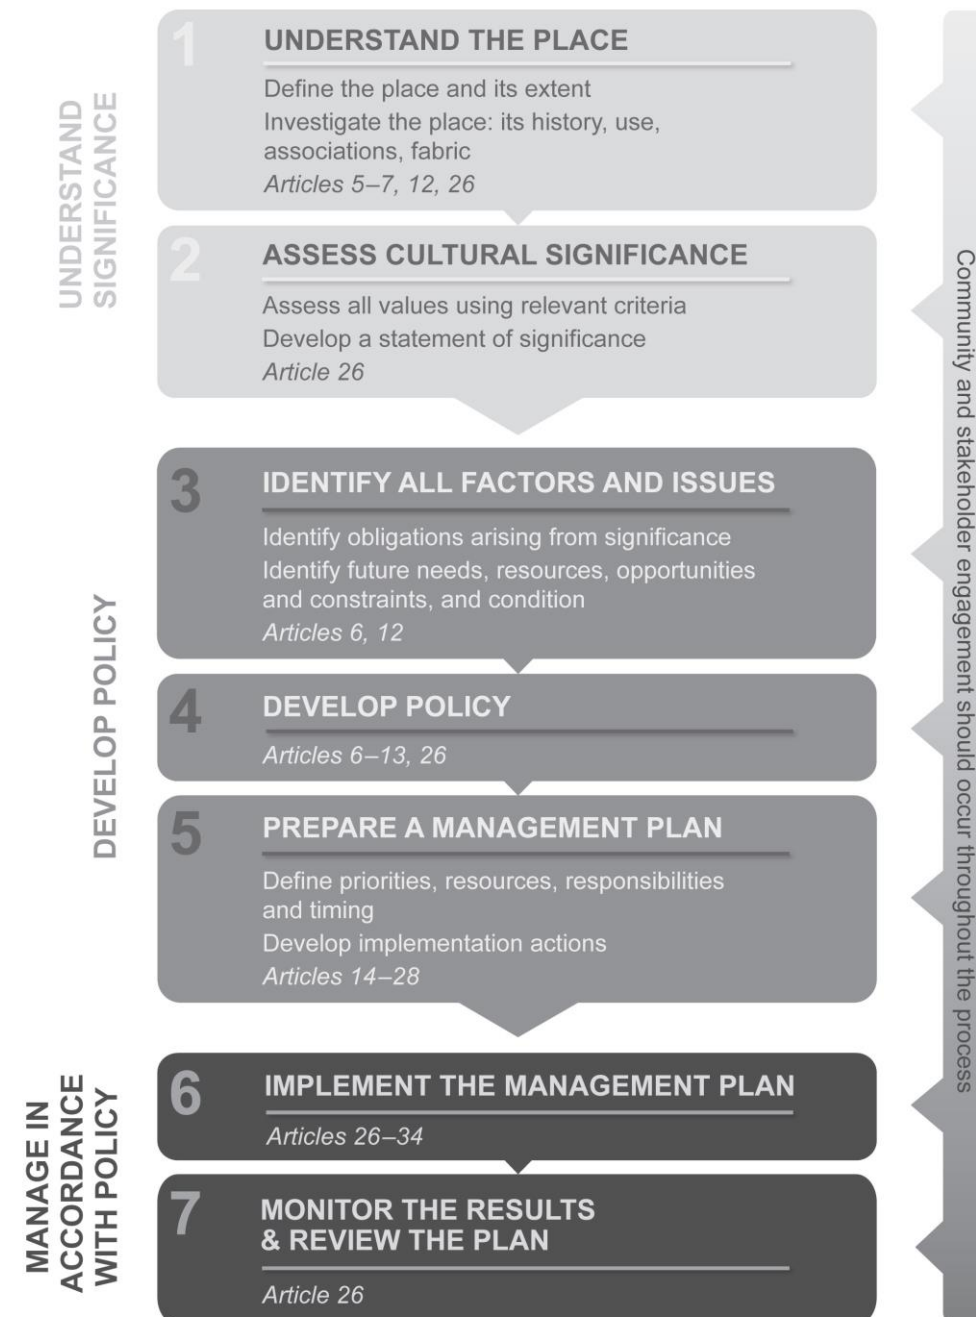 UNDERSTAND
SIGNIFICANCE
1
UNDERSTAND THE PLACE
Define the place and its extent
Investigate the place: its history, use,
associations, fabric
Articles 5–7, 12, 26
2
ASSESS CULTURAL SIGNIFICANCE
Assess all values using relevant criteria
Develop a statement of significance
Article 26
DEVELOP POLICY
3
IDENTIFY ALL FACTORS AND ISSUES
Identify obligations arising from significance
Identify future needs, resources, opportunities
and constraints, and condition
Articles 6, 12
4
DEVELOP POLICY
Articles 6–13, 26
5
PREPARE A MANAGEMENT PLAN
Define priorities, resources, responsibilities
and timing
Develop implementation actions
Articles 14–28
MANAGE IN
ACCORDANCE
WITH POLICY
6
IMPLEMENT THE MANAGEMENT PLAN
Articles 26–34
7
MONITOR THE RESULTS
& REVIEW THE PLAN
Article 26
Community and stakeholder engagement should occur throughout the process